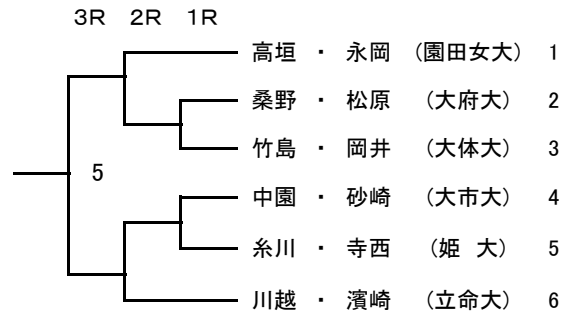 3R 2R 1R
高垣 ・ 永岡 (園田女大) 1
桑野 ・ 松原 (大府大) 2
竹島 ・ 岡井 (大体大) 3
5
中園 ・ 砂崎 (大市大) 4
糸川 ・ 寺西 (姫 大) 5
川越 ・ 濱崎 (立命大) 6